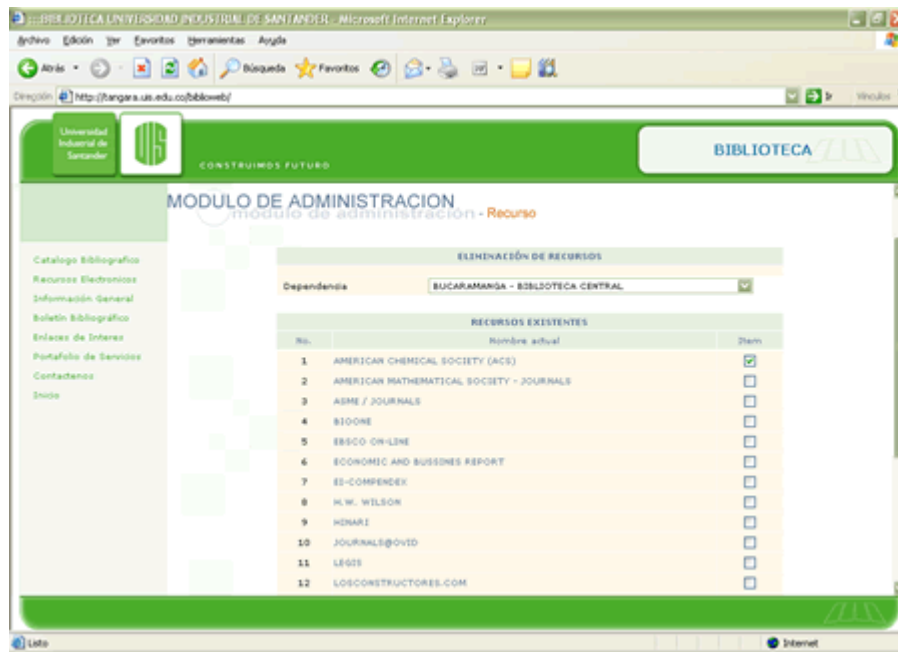 :::BIBLIOTECA UNIVERSIDAD INDUSTRIAL DE SANTANDER - Microsoft Internet Explorer
Archivo Edición Ver Favoritos Herramientas Ayuda
Atrás Búsqueda Favoritos
Dirección http://tangara.uis.edu.co/biblioweb/ Ir Vínculos
Universidad
Industrial de
Santander
UIS
CONSTRUIMOS FUTURO
BIBLIOTECA
MODULO DE ADMINISTRACION
modulo de administración - Recurso
Catalogo Bibliografico
Recursos Electronicos
Información General
Boletín Bibliográfico
Enlaces de Interes
Portafolio de Servicios
Contactenos
Inicio
ELIMINACIÓN DE RECURSOS
Dependencia BUCARAMANGA - BIBLIOTECA CENTRAL
RECURSOS EXISTENTES
No. Nombre actual Item
1 AMERICAN CHEMICAL SOCIETY (ACS)
2 AMERICAN MATHEMATICAL SOCIETY - JOURNALS
3 ASME / JOURNALS
4 BIOONE
5 EBSCO ON-LINE
6 ECONOMIC AND BUSSINES REPORT
7 EI-COMPENDEX
8 H.W. WILSON
9 HINARI
10 JOURNALS@OVID
11 LEGIS
12 LOSCONSTRUCTORES.COM
Listo Internet